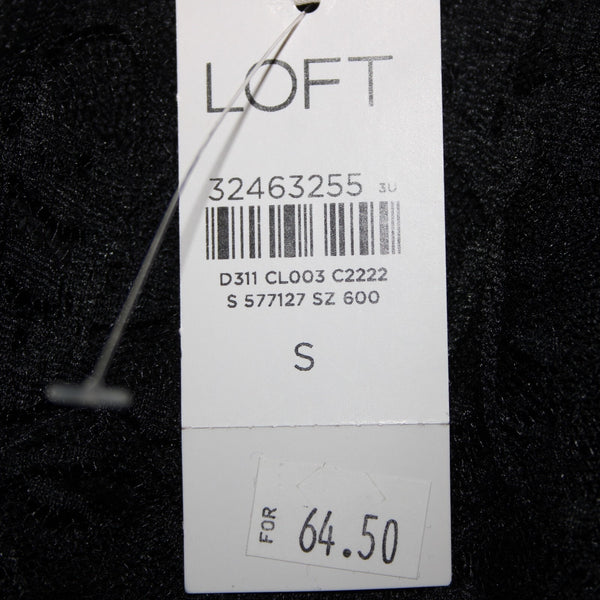 LOFT
32463255 3U
D311 CL003 C2222
S 577127 SZ 600
S
FOR 64.50